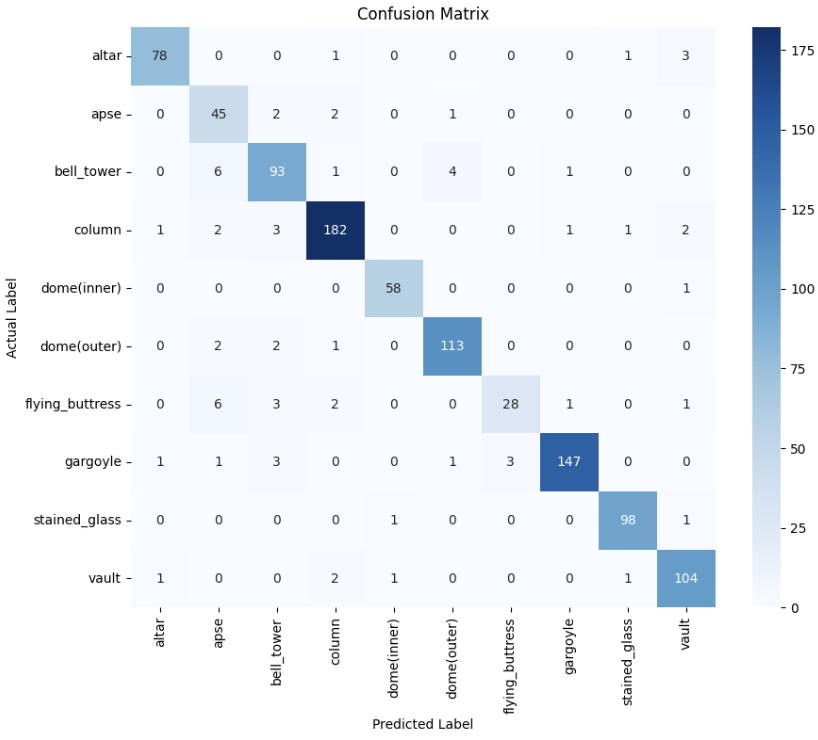 Confusion Matrix
altar 78 0 0 1 0 0 0 0 1 3
apse 0 45 2 2 0 1 0 0 0 0
bell_tower 0 6 93 1 0 4 0 1 0 0
column 1 2 3 182 0 0 0 1 1 2
dome(inner) 0 0 0 0 58 0 0 0 0 1
dome(outer) 0 2 2 1 0 113 0 0 0 0
flying_buttress 0 6 3 2 0 0 28 1 0 1
gargoyle 1 1 3 0 0 1 3 147 0 0
stained_glass 0 0 0 0 1 0 0 0 98 1
vault 1 0 0 2 1 0 0 0 1 104
altar apse bell_tower column dome(inner) dome(outer) flying_buttress gargoyle stained_glass vault
Predicted Label
Actual Label
175
150
125
100
75
50
25
0